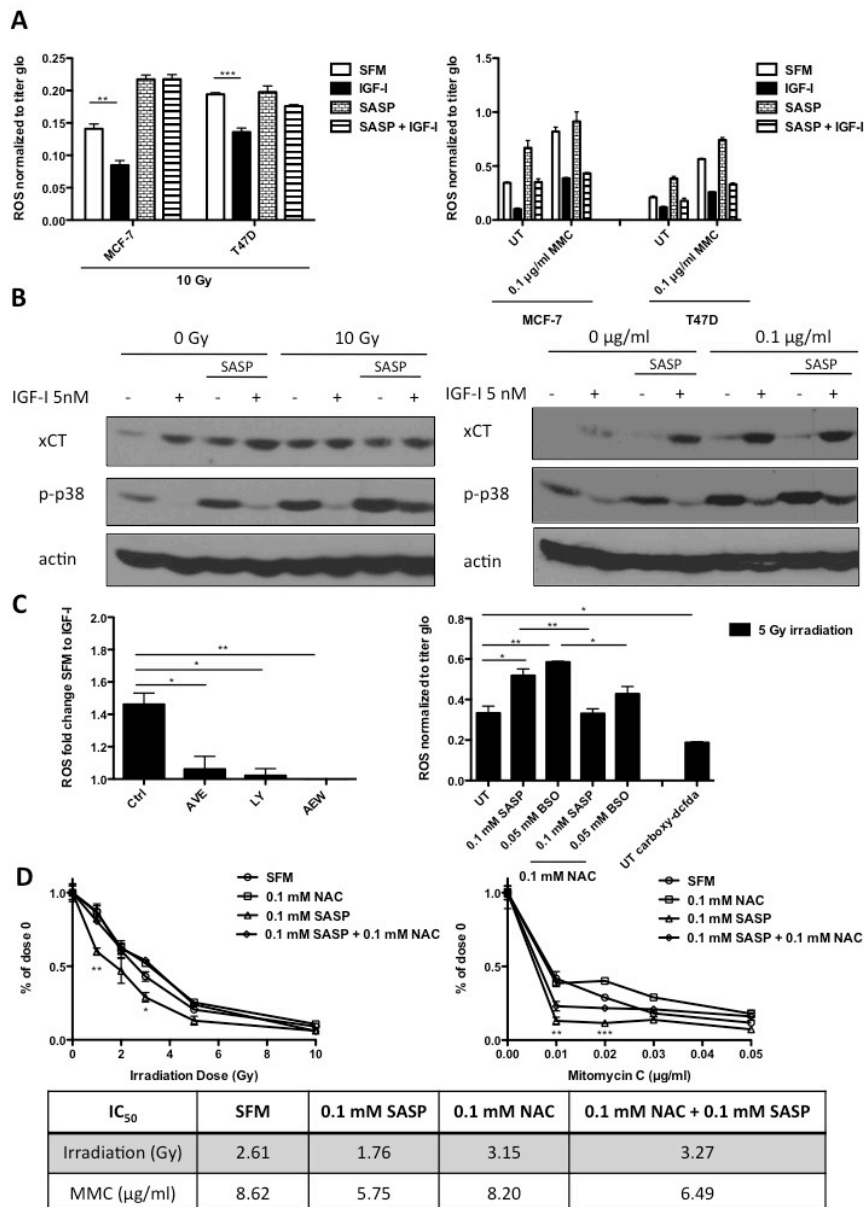 A
ROS normalized to titer glo
0.25
0.20
0.15
0.10
0.05
0.00
**
***
SFM
IGF-I
SASP
SASP + IGF-I
MCF-7
T47D
10 Gy
ROS normalized to titer glo
1.5
1.0
0.5
0.0
SFM
IGF-I
SASP
SASP + IGF-I
UT
0.1 µg/ml MMC
UT
0.1 µg/ml MMC
MCF-7
T47D
B
0 Gy
10 Gy
SASP
SASP
IGF-I 5nM
- + - + - + - +
xCT
p-p38
actin
0 µg/ml
0.1 µg/ml
SASP
SASP
IGF-I 5 nM
- + - + - + - +
xCT
p-p38
actin
C
ROS fold change SFM to IGF-I
2.0
1.8
1.6
1.4
1.2
1.0
**
*
*
Ctrl
AVE
LY
AEW
ROS normalized to titer glo
0.8
0.6
0.4
0.2
0.0
*
**
**
*
*
5 Gy irradiation
UT
0.1 mM SASP
0.05 mM BSO
0.1 mM SASP
0.05 mM BSO
UT carboxy-dcfda
0.1 mM NAC
D
% of dose 0
1.0
0.5
0.0
SFM
0.1 mM NAC
0.1 mM SASP
0.1 mM SASP + 0.1 mM NAC
**
*
0 2 4 6 8 10
Irradiation Dose (Gy)
% of dose 0
1.0
0.5
0.0
SFM
0.1 mM NAC
0.1 mM SASP
0.1 mM SASP + 0.1 mM NAC
**
***
0.00 0.01 0.02 0.03 0.04 0.05
Mitomycin C (µg/ml)
IC50 SFM 0.1 mM SASP 0.1 mM NAC 0.1 mM NAC + 0.1 mM SASP
Irradiation (Gy) 2.61 1.76 3.15 3.27
MMC (µg/ml) 8.62 5.75 8.20 6.49